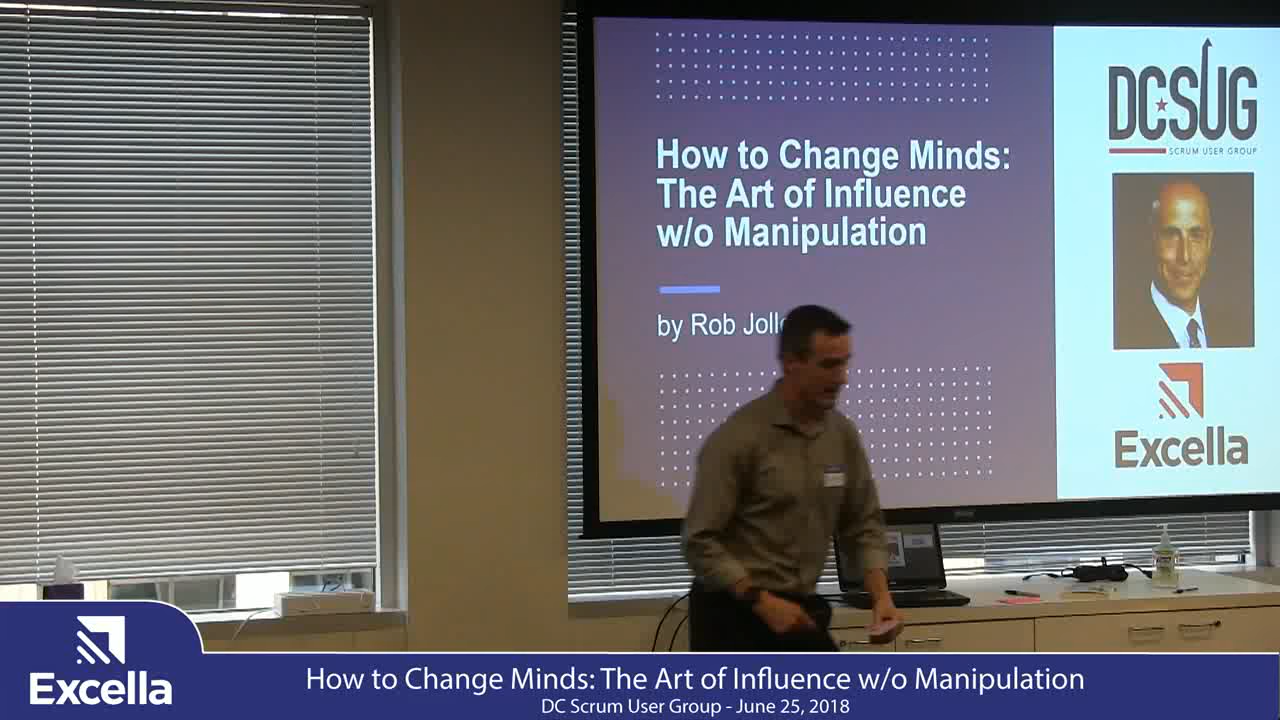 How to Change Minds:
The Art of Influence
w/o Manipulation
by Rob Joll
DCSUG
SCRUM USER GROUP
Excella
Excella
How to Change Minds: The Art of Influence w/o Manipulation
DC Scrum User Group - June 25, 2018